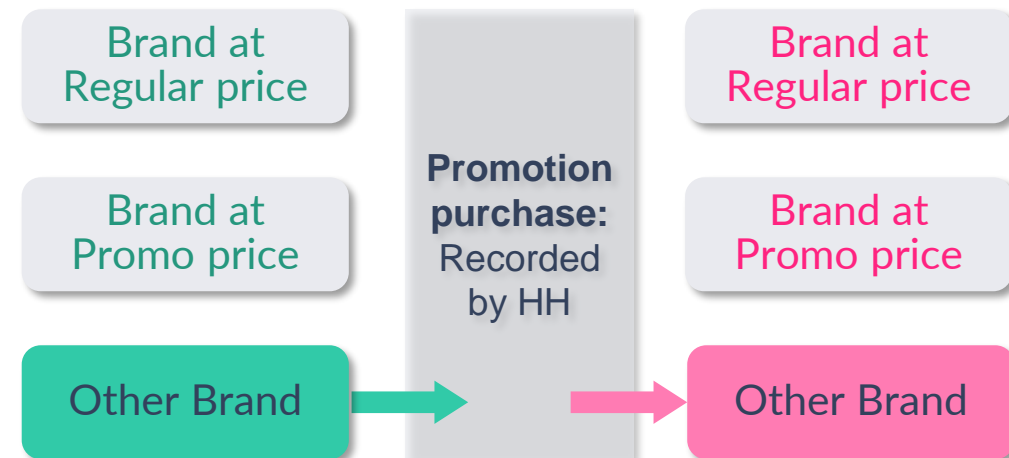 Brand at
Regular price
Brand at
Promo price
Other Brand
Promotion
purchase:
Recorded
by HH
Brand at
Regular price
Brand at
Promo price
Other Brand